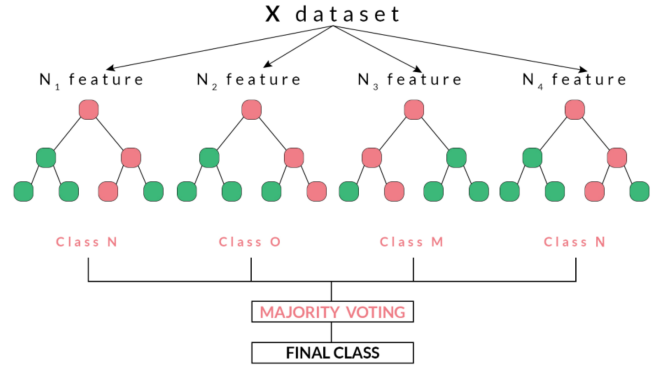 X dataset
N1 feature N2 feature N3 feature N4 feature
Class N Class O Class M Class N
MAJORITY VOTING
FINAL CLASS